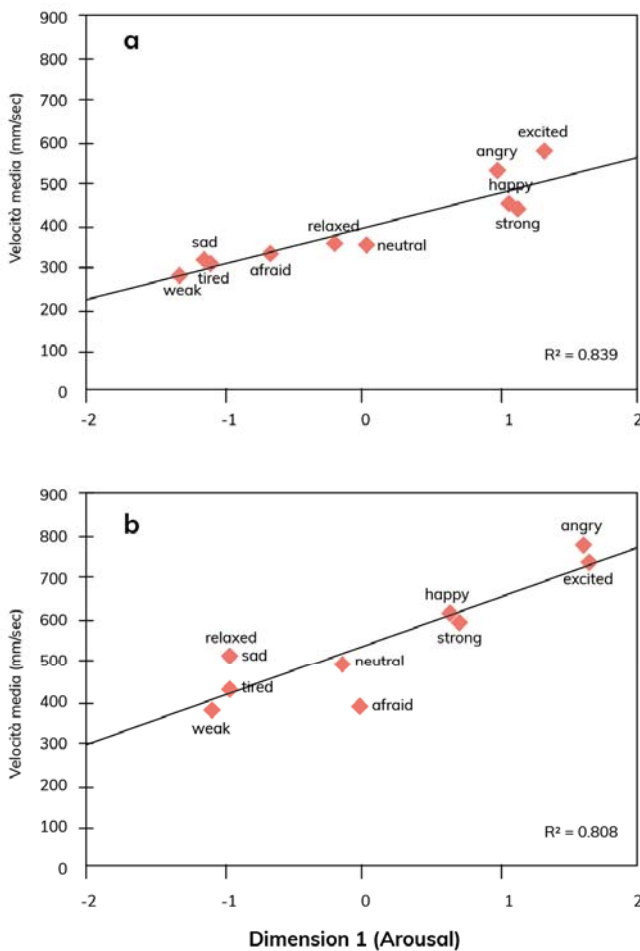 900
a
800
700
Velocità media (mm/sec)
600
excited
angry
500
happy
400
strong
relaxed
neutral
sad
300
afraid
tired
weak
200
100
R² = 0.839
0
-2
-1
0
1
2
900
b
800
angry
700
excited
Velocità media (mm/sec)
600
happy
strong
relaxed
500
sad
neutral
400
tired
afraid
weak
300
200
100
R² = 0.808
0
-2
-1
0
1
2
Dimension 1 (Arousal)